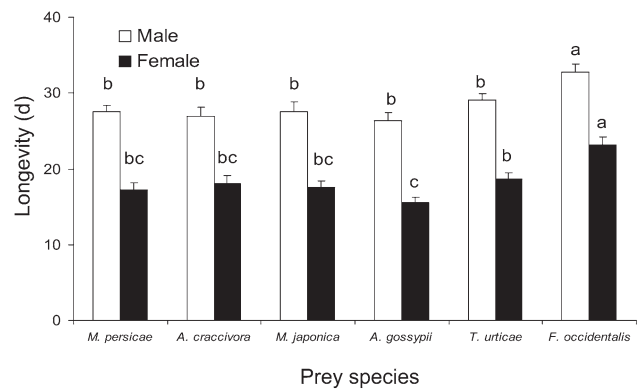 40
Male
Female
a
b
b
b
b
b
30
a
bc
bc
bc
b
c
20
10
0
Longevity (d)
M. persicae A. craccivora M. japonica A. gossypii T. urticae F. occidentalis
Prey species